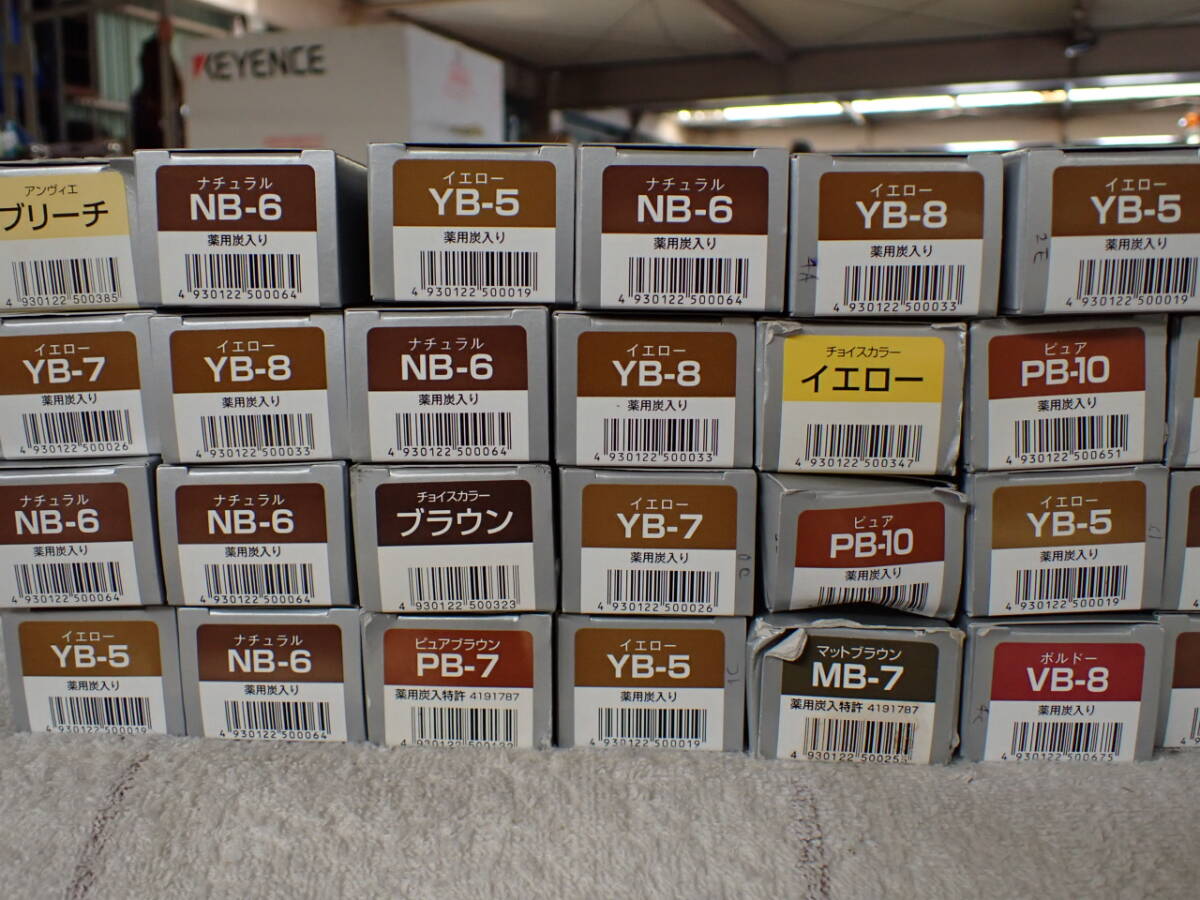 KEYENCE
アンヴィエ
ブリーチ
4 930122 500385
ナチュラル
NB-6
薬用炭入り
4 930122 500064
イエロー
YB-5
薬用炭入り
4 930122 500019
ナチュラル
NB-6
薬用炭入り
4 930122 500064
イエロー
YB-8
薬用炭入り
4 930122 500033
4A
イエロー
YB-5
薬用炭入り
4 930122 500019
イエロー
YB-7
薬用炭入り
4 930122 500026
イエロー
YB-8
薬用炭入り
4 930122 500033
ナチュラル
NB-6
薬用炭入り
4 930122 500064
イエロー
YB-8
薬用炭入り
4 930122 500033
チョイスカラー
イエロー
4 930122 500347
ピュア
PB-10
薬用炭入り
4 930122 500651
ナチュラル
NB-6
薬用炭入り
4 930122 500064
ナチュラル
NB-6
薬用炭入り
4 930122 500064
チョイスカラー
ブラウン
4 930122 500323
イエロー
YB-7
薬用炭入り
4 930122 500026
ピュア
PB-10
薬用炭入り
イエロー
YB-5
薬用炭入り
4 930122 500019
イエロー
YB-5
薬用炭入り
4 930122 500019
ナチュラル
NB-6
薬用炭入り
4 930122 500064
ピュアブラウン
PB-7
薬用炭入特許 4191787
イエロー
YB-5
薬用炭入り
4 930122 500019
1C
マットブラウン
MB-7
薬用炭入特許 4191787
4 930122 500255
ボルドー
VB-8
薬用炭入り
4 930122 500675